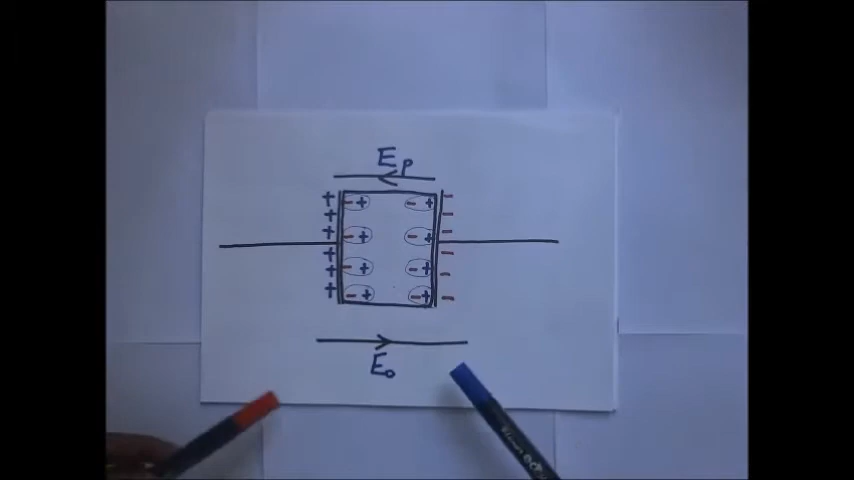 Ep
+ -
- + - +
+ -
+ - + - + -
+ -
- + - +
+ -
- + - +
+ -
E₀